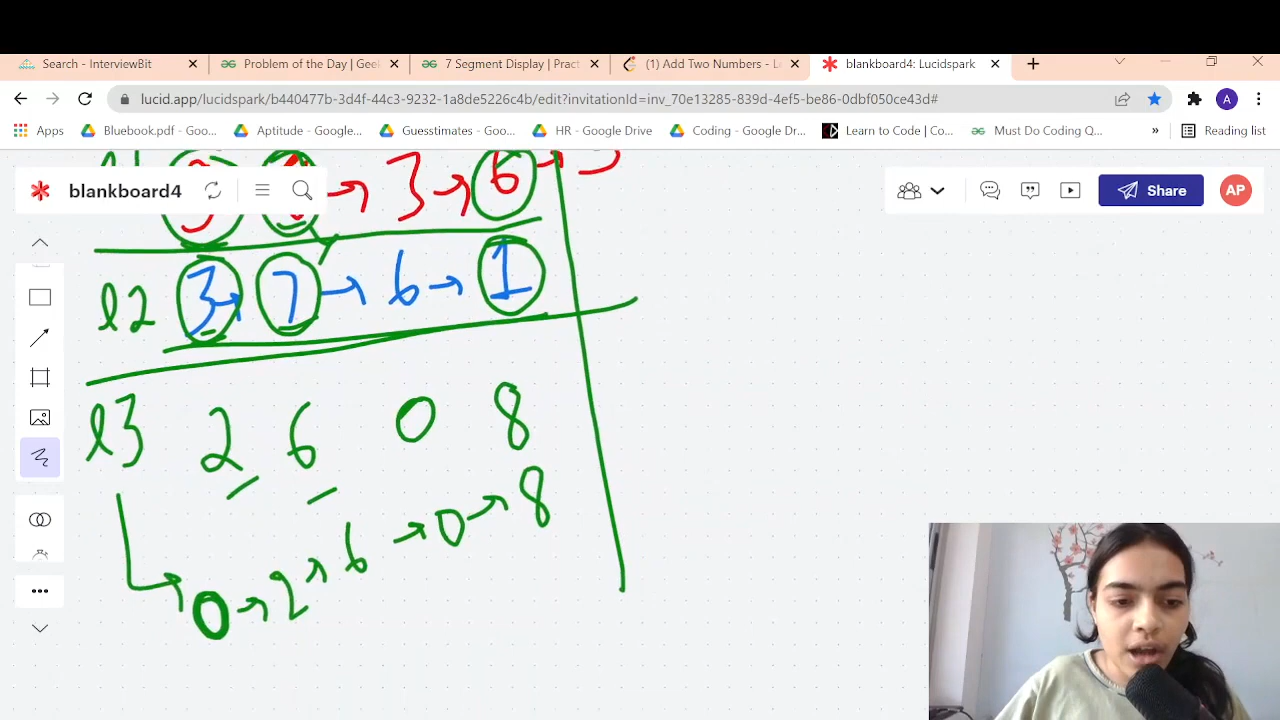 Search - InterviewBit
Problem of the Day | Geek
7 Segment Display | Pract
(1) Add Two Numbers - Le
blankboard4: Lucidspark
lucid.app/lucidspark/b440477b-3d4f-44c3-9232-1a8de5226c4b/edit?invitationId=inv_70e13285-839d-4ef5-be86-0dbf050ce43d#
A
Apps
Bluebook.pdf - Goo...
Aptitude - Google...
Guesstimates - Goo...
HR - Google Drive
Coding - Google Dr...
Learn to Code | Co...
Must Do Coding Q...
»
Reading list
blankboard4
Share
AP
→ 3 → 6 →
l2 3 → 7 → 6 → 1
l3 2 6 0 8
0 → 2 → 6 → 0 → 8